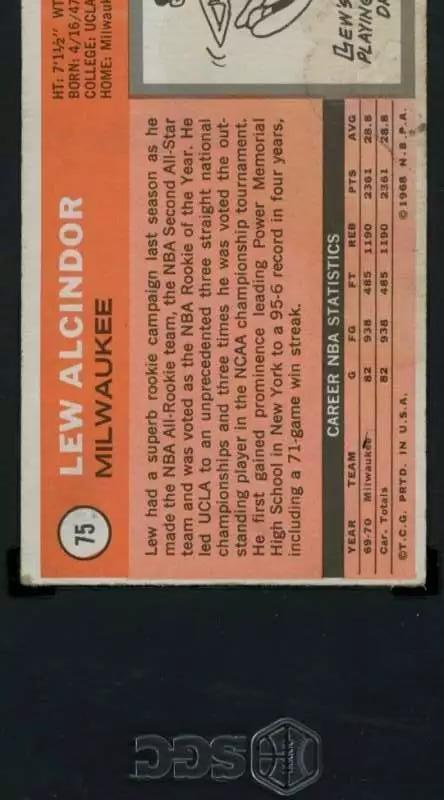 75
LEW ALCINDOR
MILWAUKEE
HT: 7'1½" WT
BORN: 4/16/47
COLLEGE: UCLA
HOME: Milwauk
Lew had a superb rookie campaign last season as he
made the NBA All-Rookie team, the NBA Second All-Star
team and was voted as the NBA Rookie of the Year. He
led UCLA to an unprecedented three straight national
championships and three times he was voted the out-
standing player in the NCAA championship tournament.
He first gained prominence leading Power Memorial
High School in New York to a 95-6 record in four years,
including a 71-game win streak.
LEW'S
PLAYING
DA
CAREER NBA STATISTICS
YEAR TEAM G FG FT REB PTS AVG
69-70 Milwaukee 82 938 485 1190 2361 28.8
Car. Totals 82 938 485 1190 2361 28.8
©T.C.G. PRTD. IN U.S.A. ©1968 N.B.P.A.
SGC